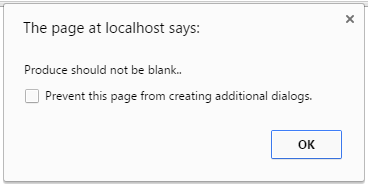 The page at localhost says:
Produce should not be blank..
Prevent this page from creating additional dialogs.
OK